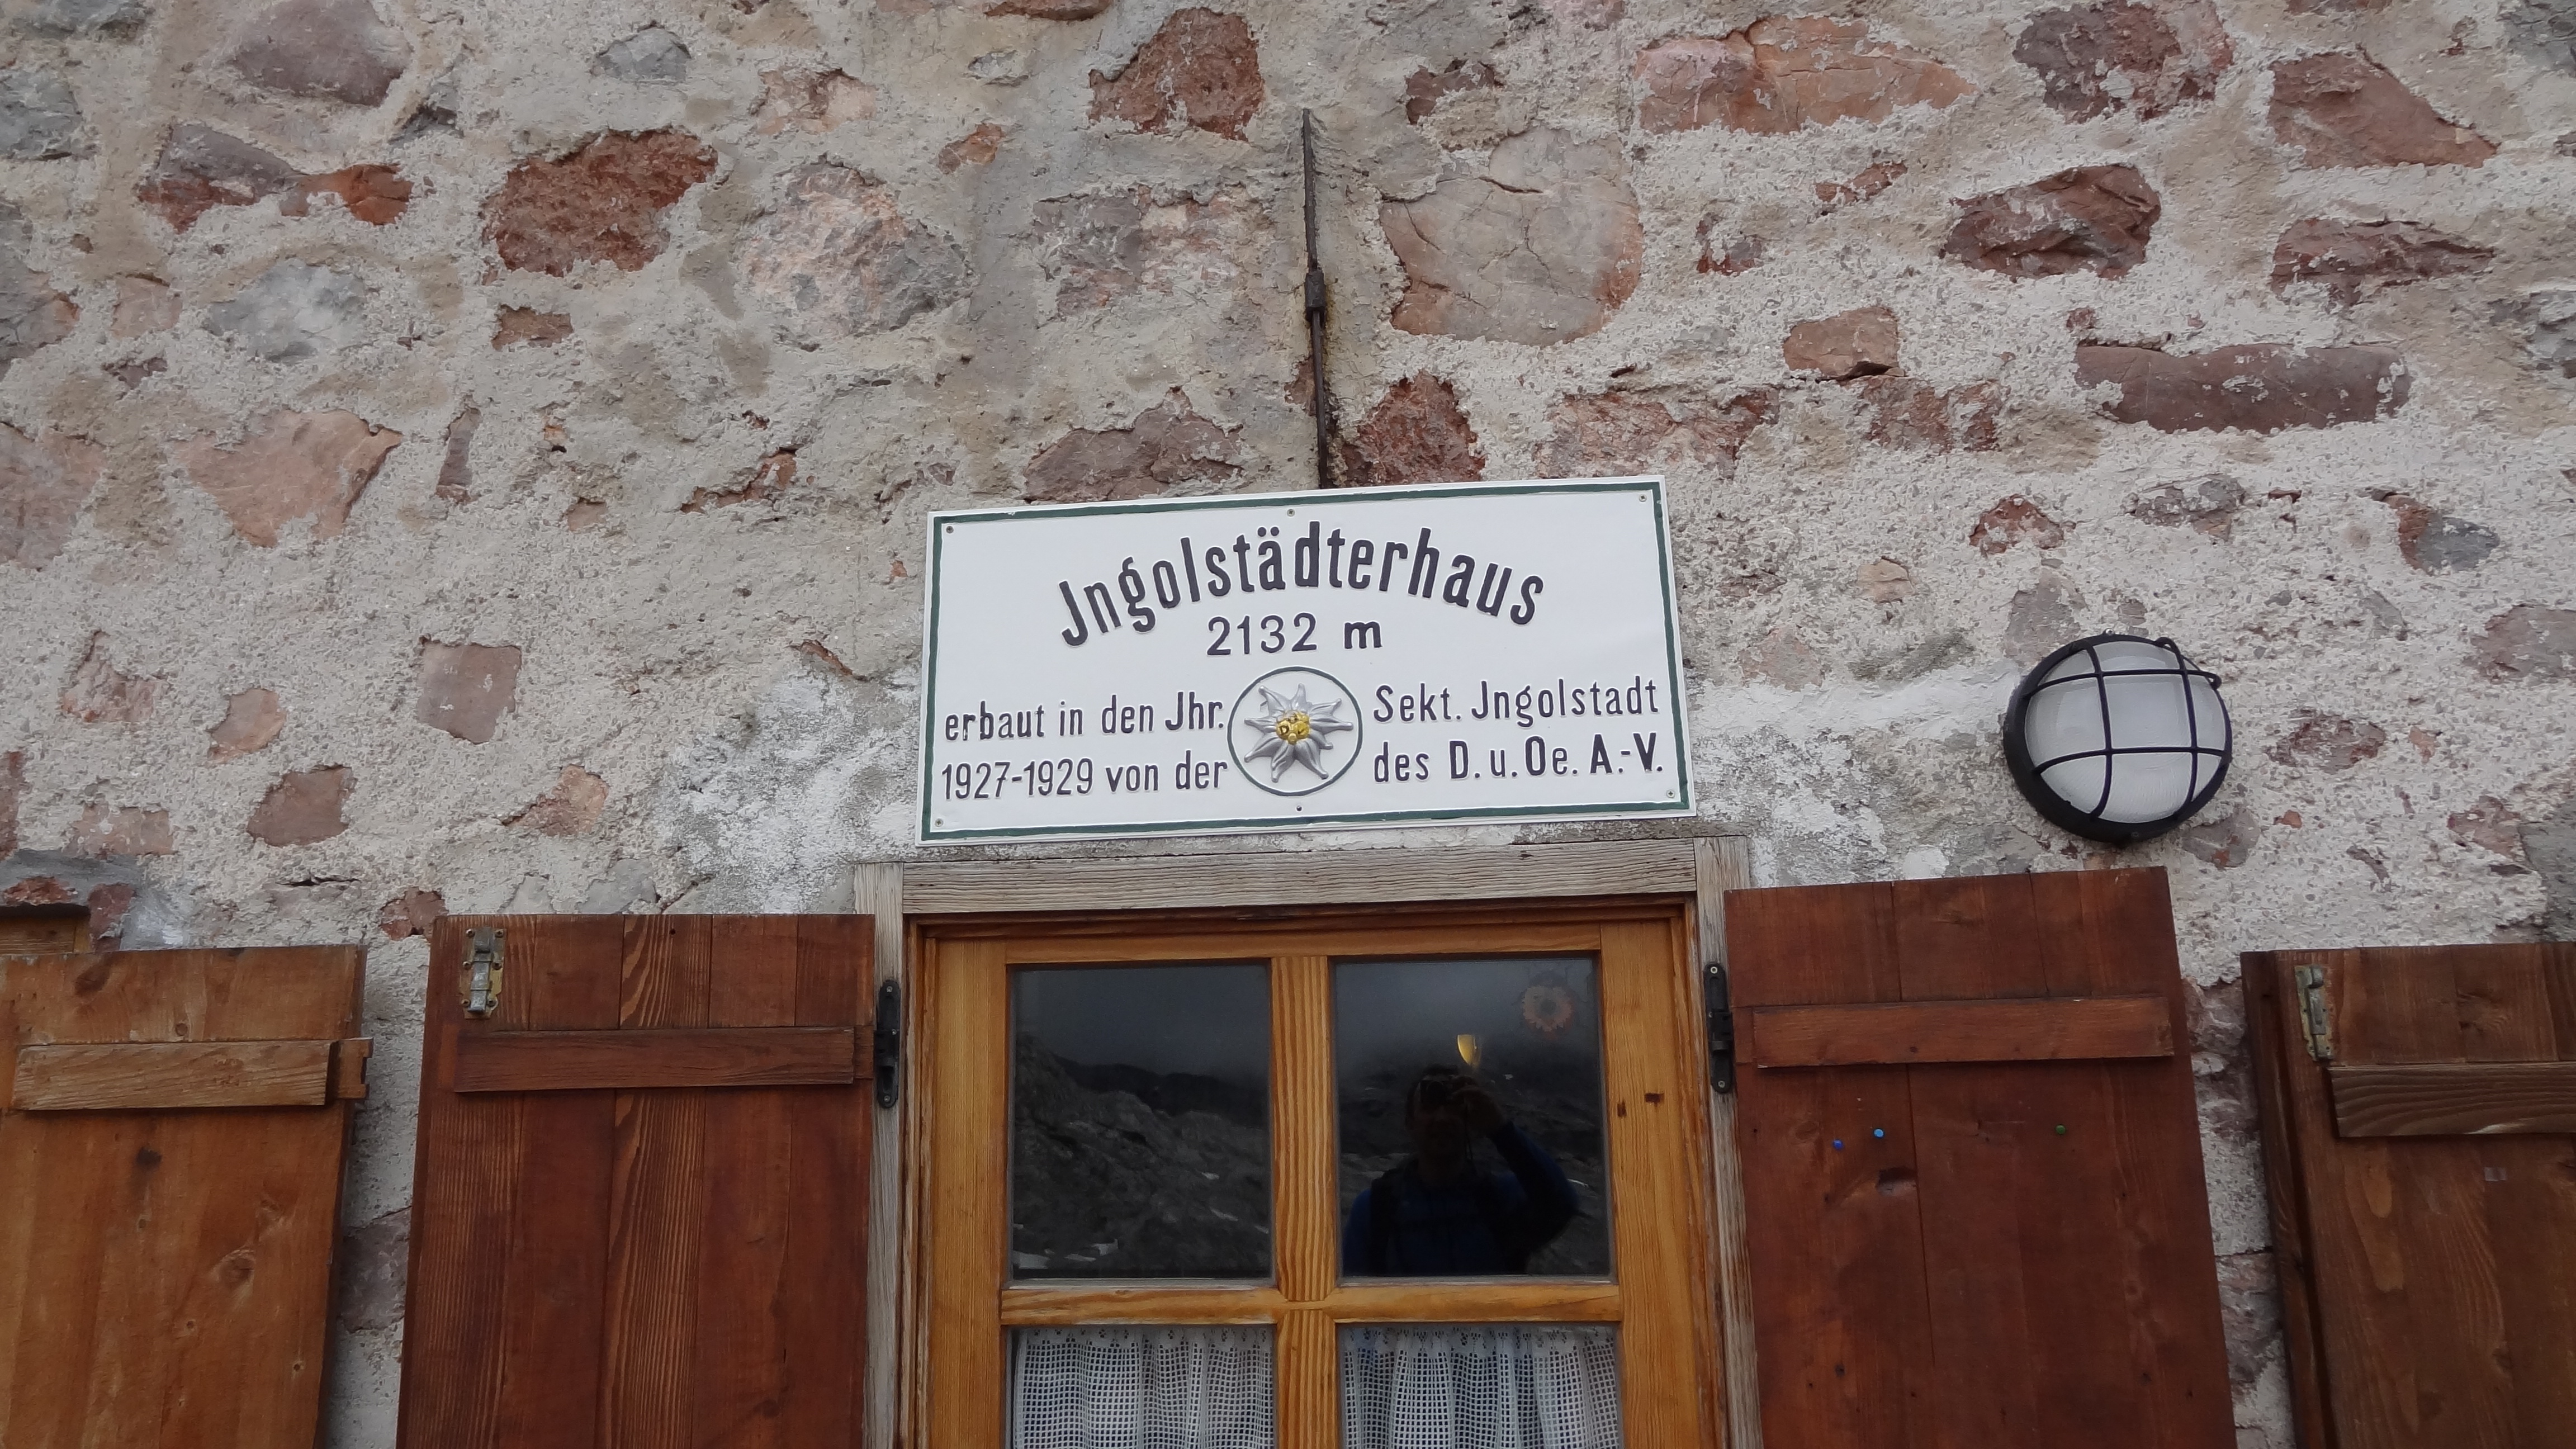 Jngolstädterhaus
2132 m
erbaut in den Jhr.
1927-1929 von der
Sekt. Jngolstadt
des D. u. Oe. A.-V.